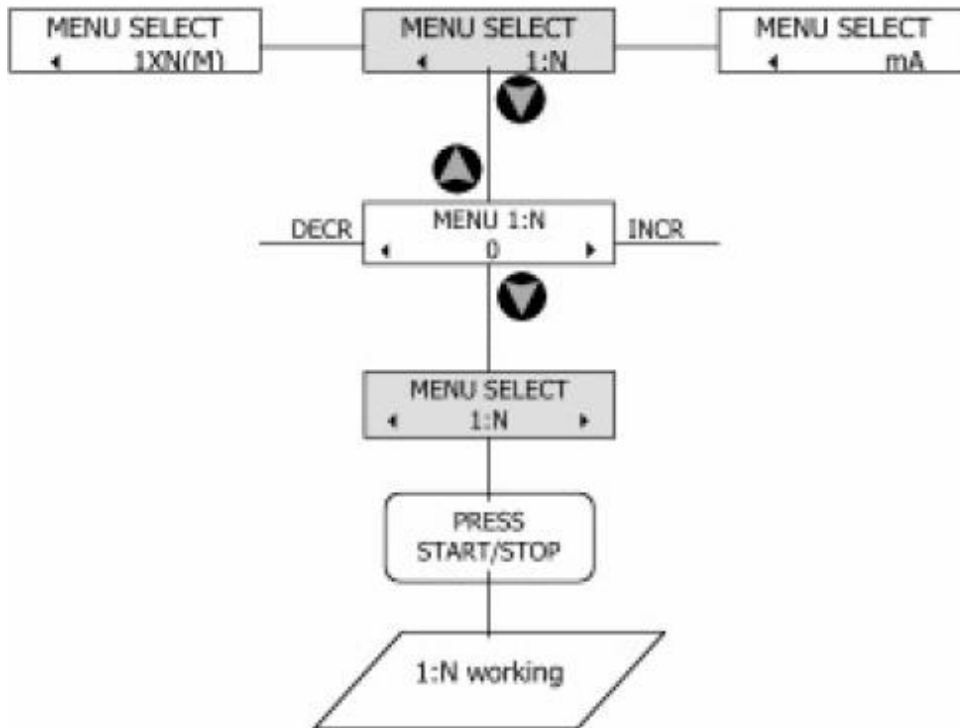 MENU SELECT
1XN(M)
MENU SELECT
1:N
MENU SELECT
mA
DECR
MENU 1:N
0
INCR
MENU SELECT
1:N
PRESS
START/STOP
1:N working